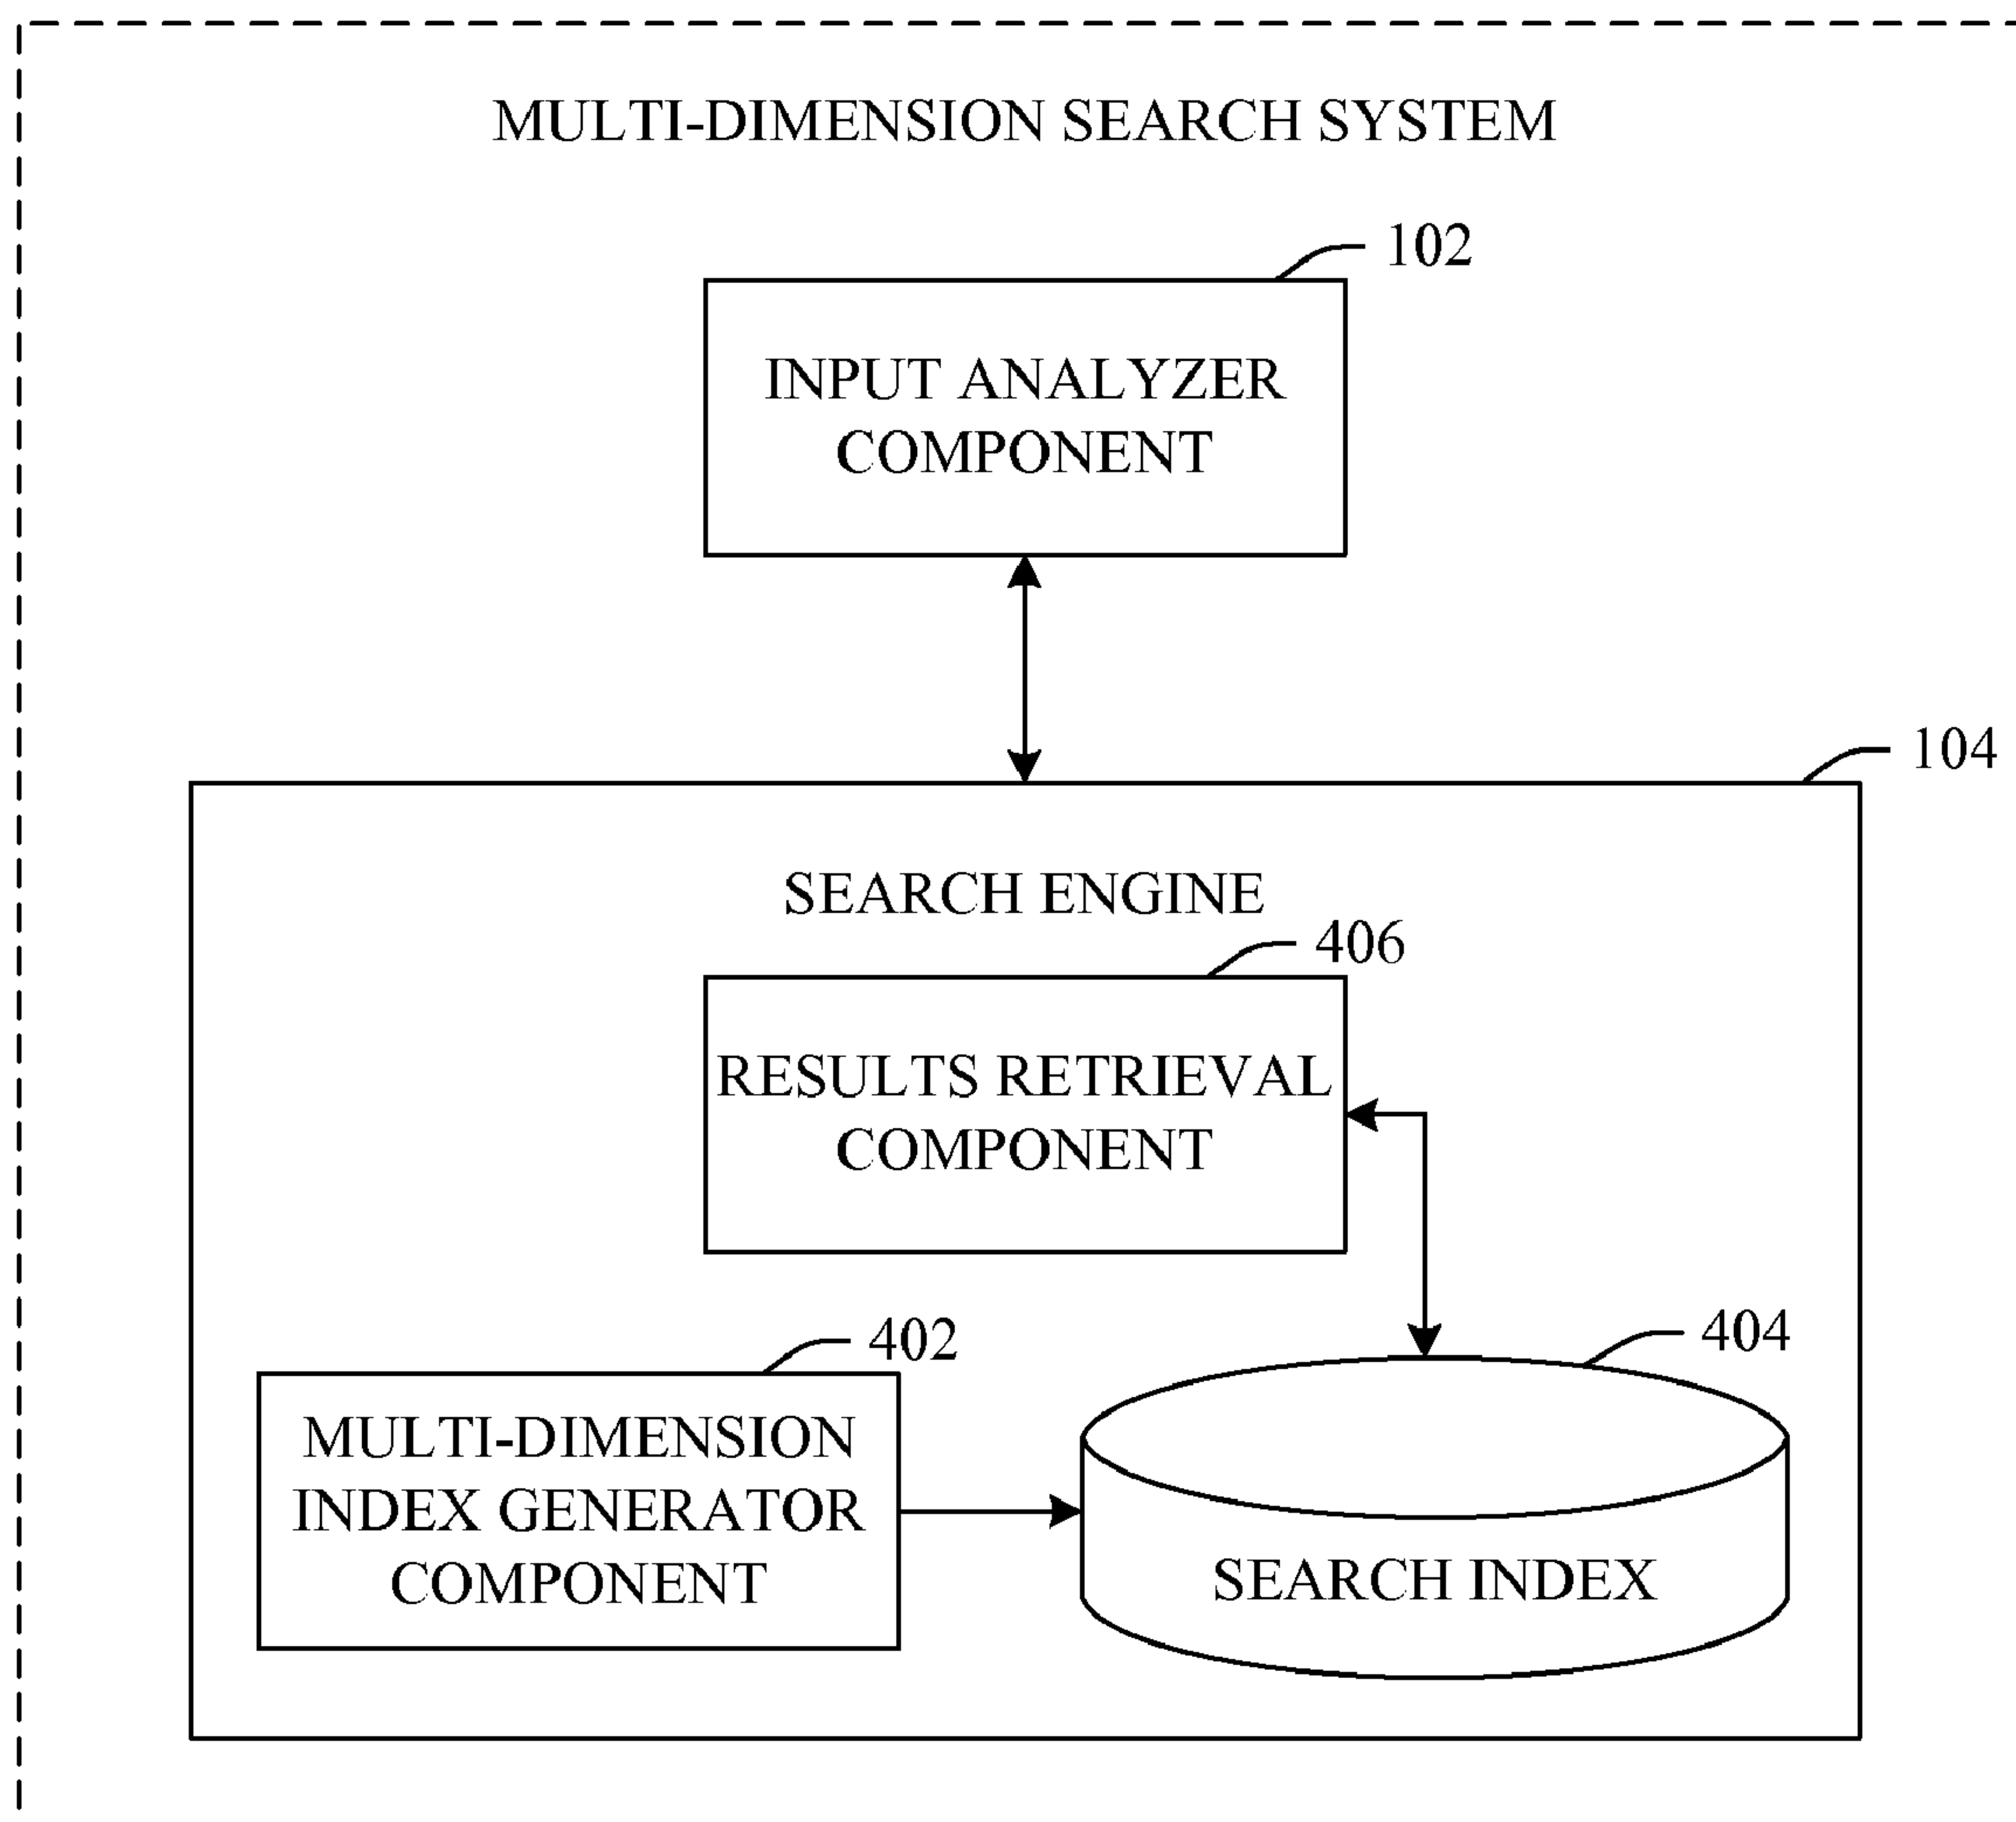 MULTI-DIMENSION SEARCH SYSTEM
102
INPUT ANALYZER
COMPONENT
104
SEARCH ENGINE
406
RESULTS RETRIEVAL
COMPONENT
402
MULTI-DIMENSION
INDEX GENERATOR
COMPONENT
404
SEARCH INDEX